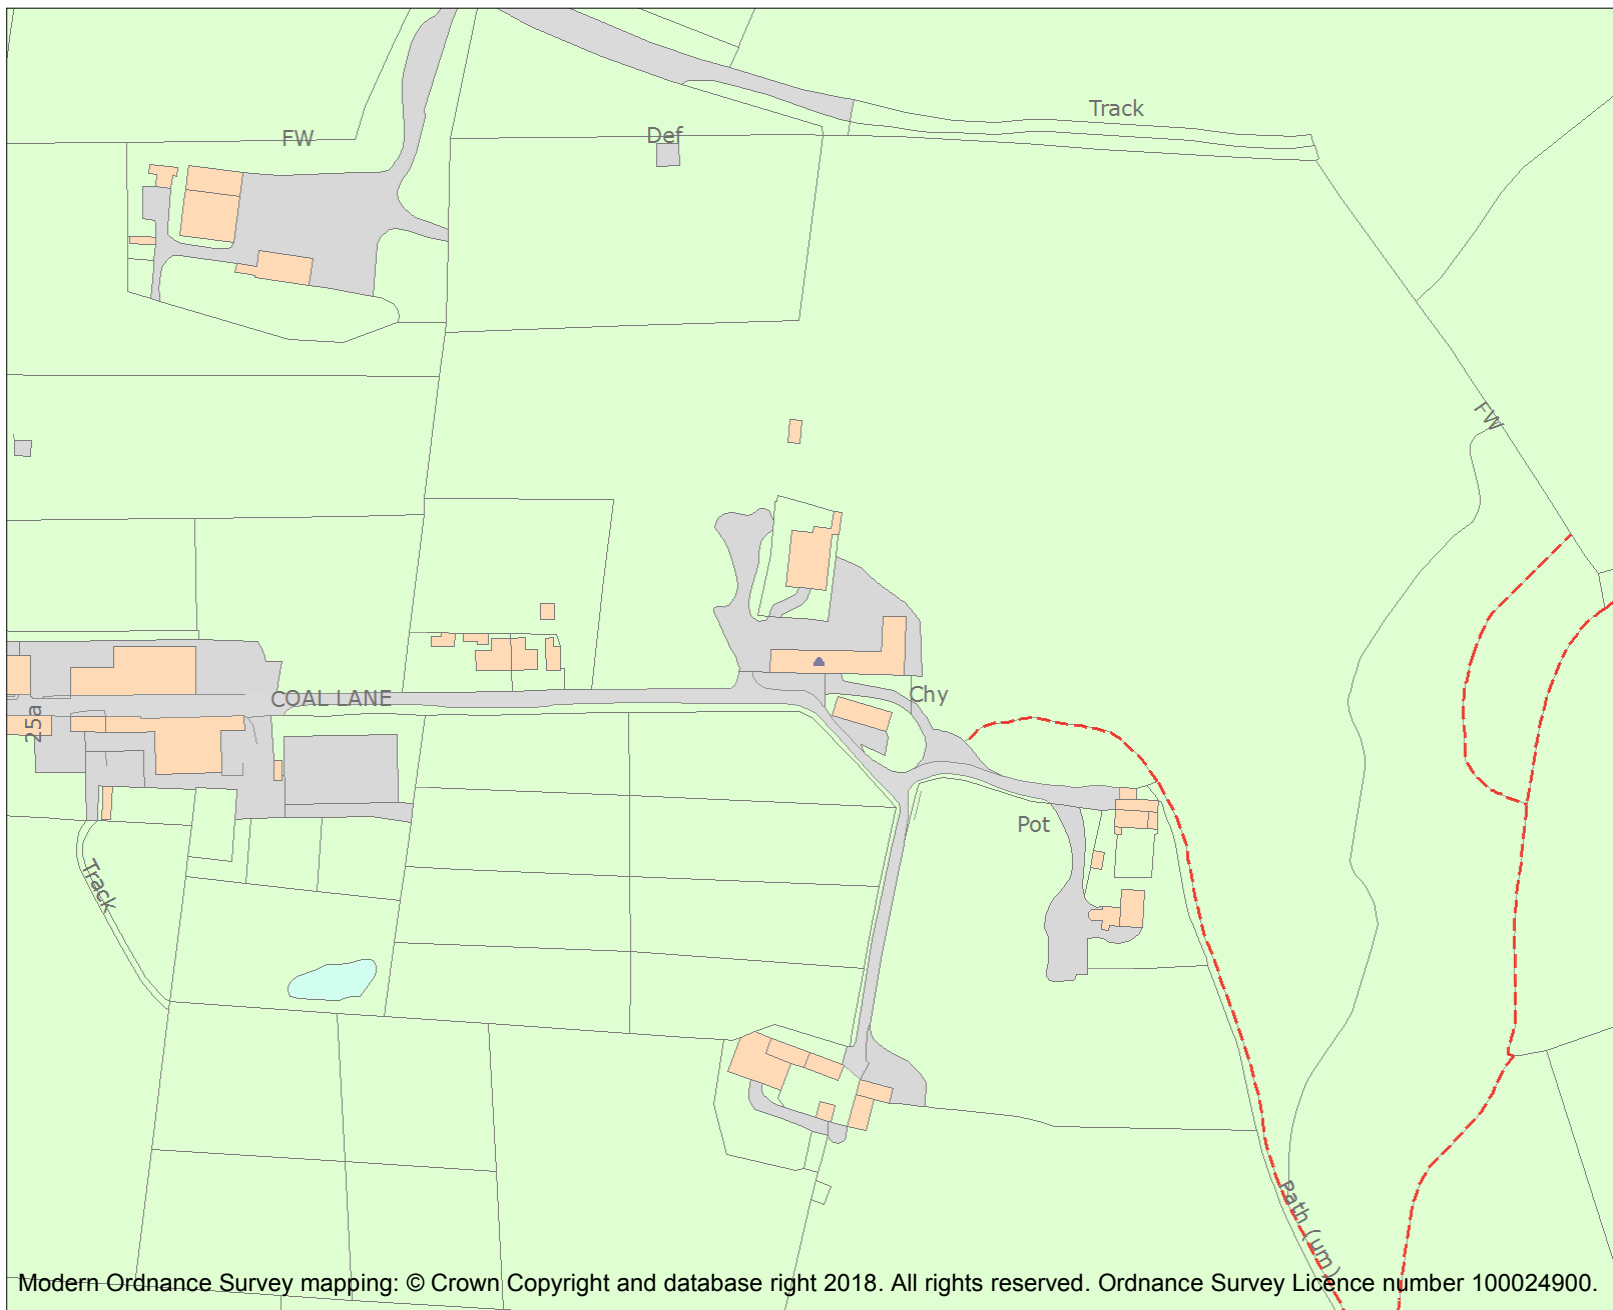 Track
FW
Def
FW
COAL LANE
Chy
25a
Pot
Track
Path (um)
Modern Ordnance Survey mapping: © Crown Copyright and database right 2018. All rights reserved. Ordnance Survey Licence number 100024900.